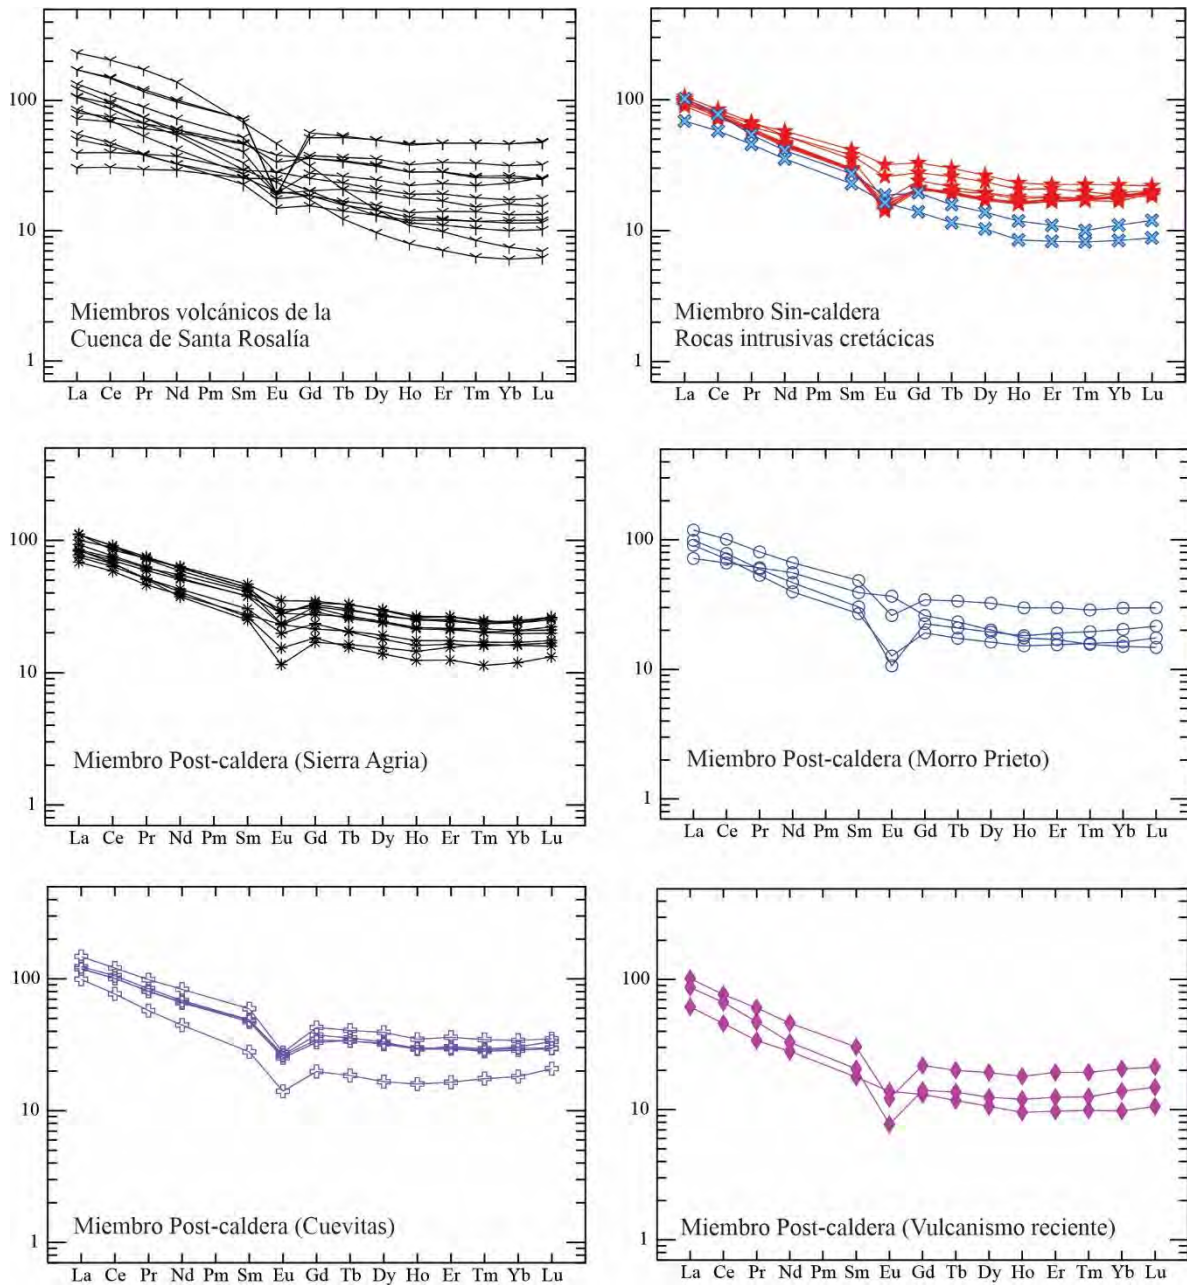 100
10
1
Miembros volcánicos de la
Cuenca de Santa Rosalía
La Ce Pr Nd Pm Sm Eu Gd Tb Dy Ho Er Tm Yb Lu
100
10
1
Miembro Sin-caldera
Rocas intrusivas cretácicas
La Ce Pr Nd Pm Sm Eu Gd Tb Dy Ho Er Tm Yb Lu
100
10
1
Miembro Post-caldera (Sierra Agria)
La Ce Pr Nd Pm Sm Eu Gd Tb Dy Ho Er Tm Yb Lu
100
10
1
Miembro Post-caldera (Morro Prieto)
La Ce Pr Nd Pm Sm Eu Gd Tb Dy Ho Er Tm Yb Lu
100
10
1
Miembro Post-caldera (Cuevitas)
La Ce Pr Nd Pm Sm Eu Gd Tb Dy Ho Er Tm Yb Lu
100
10
1
Miembro Post-caldera (Vulcanismo reciente)
La Ce Pr Nd Pm Sm Eu Gd Tb Dy Ho Er Tm Yb Lu